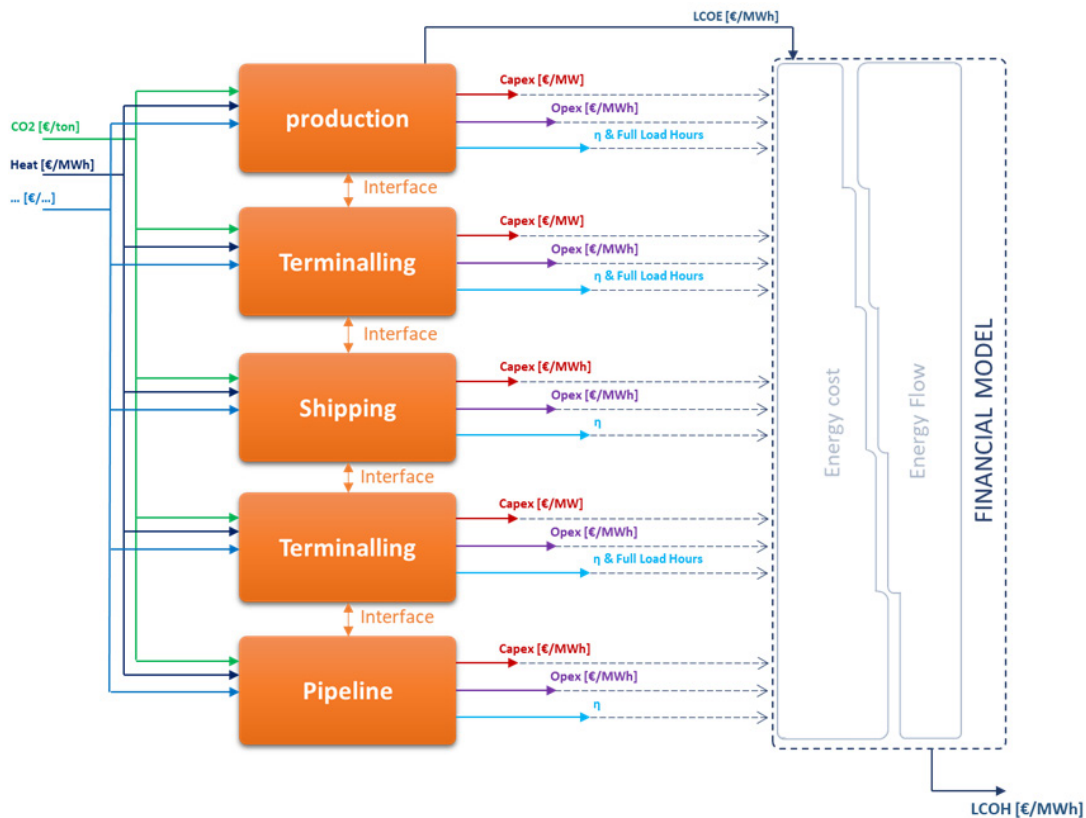 LCOE [€/MWh]
CO2 [€/ton]
Heat [€/MWh]
... [€/...]
production
Capex [€/MW]
Opex [€/MWh]
η & Full Load Hours
Interface
Terminalling
Capex [€/MW]
Opex [€/MWh]
η & Full Load Hours
Interface
Shipping
Capex [€/MWh]
Opex [€/MWh]
η
Interface
Terminalling
Capex [€/MW]
Opex [€/MWh]
η & Full Load Hours
Interface
Pipeline
Capex [€/MWh]
Opex [€/MWh]
η
Energy cost
Energy Flow
FINANCIAL MODEL
LCOH [€/MWh]